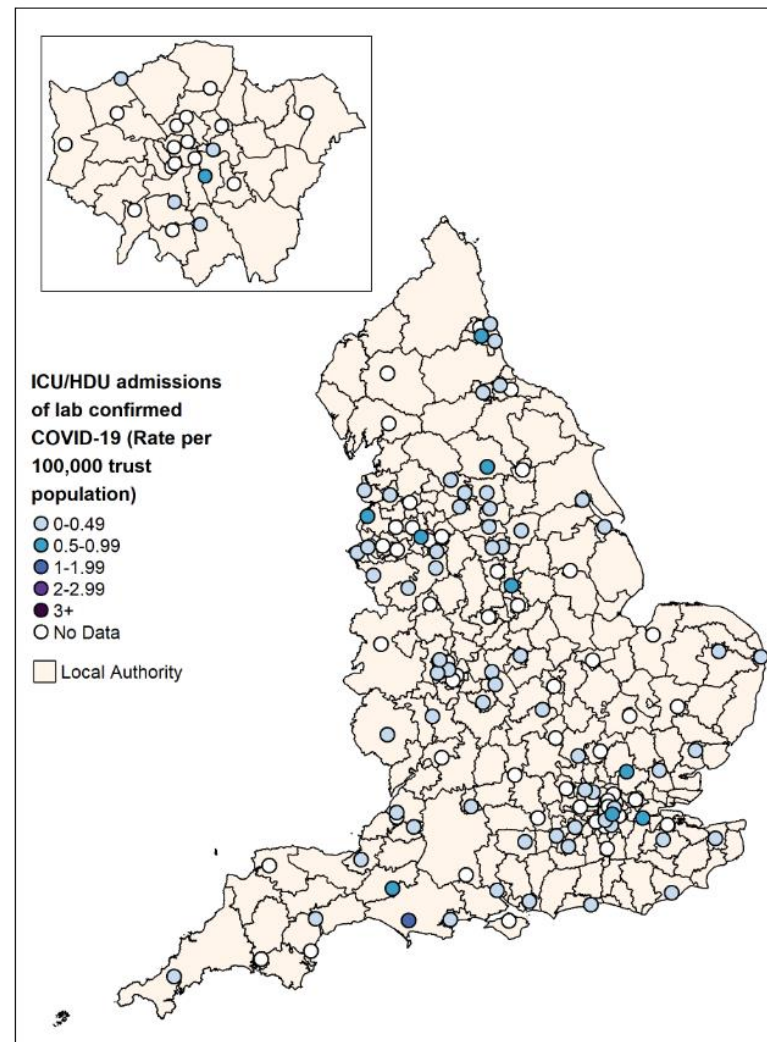 ICU/HDU admissions
of lab confirmed
COVID-19 (Rate per
100,000 trust
population)
0-0.49
0.5-0.99
1-1.99
2-2.99
3+
No Data
Local Authority